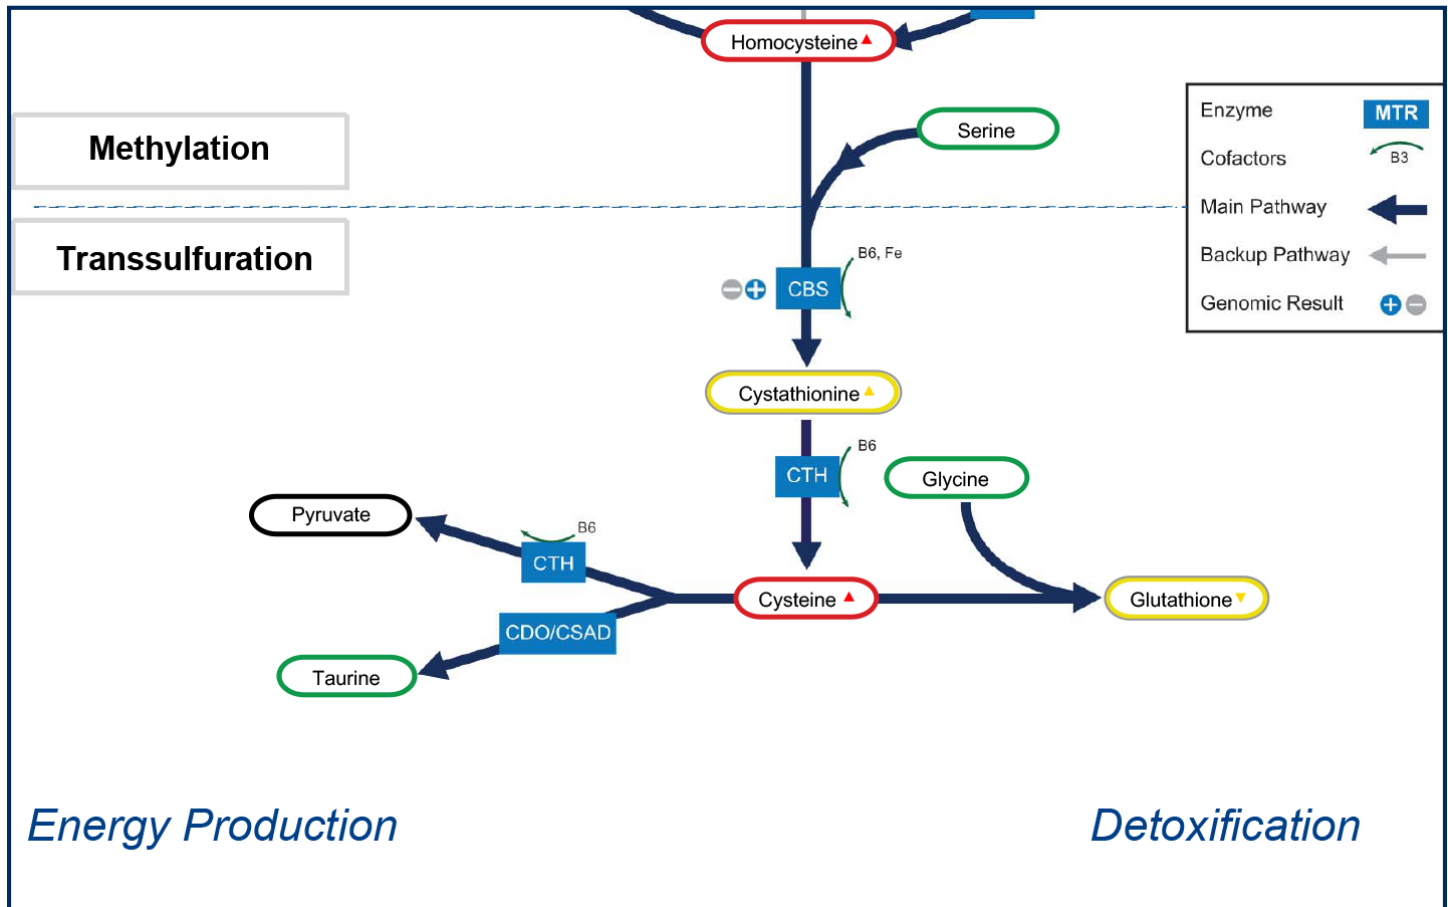 Homocysteine
Serine
Methylation
Transsulfuration
Enzyme MTR
Cofactors B3
Main Pathway
Backup Pathway
Genomic Result
B6, Fe
CBS
Cystathionine
B6
CTH
Glycine
Pyruvate
B6
CTH
Cysteine
Glutathione
CDO/CSAD
Taurine
Energy Production
Detoxification